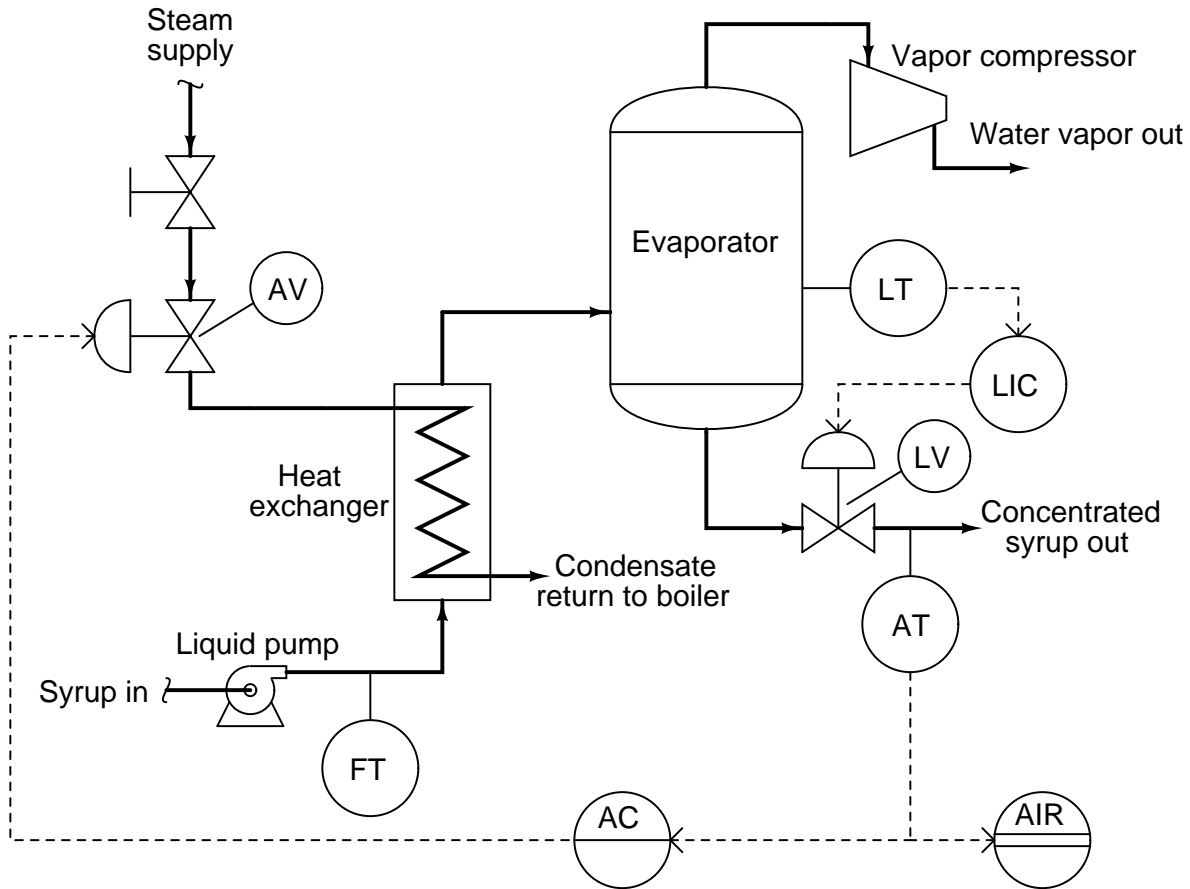 Steam
supply
Vapor compressor
Water vapor out
Evaporator
AV
LT
LIC
LV
Heat
exchanger
Concentrated
syrup out
Condensate
return to boiler
AT
Liquid pump
Syrup in
FT
AC
AIR